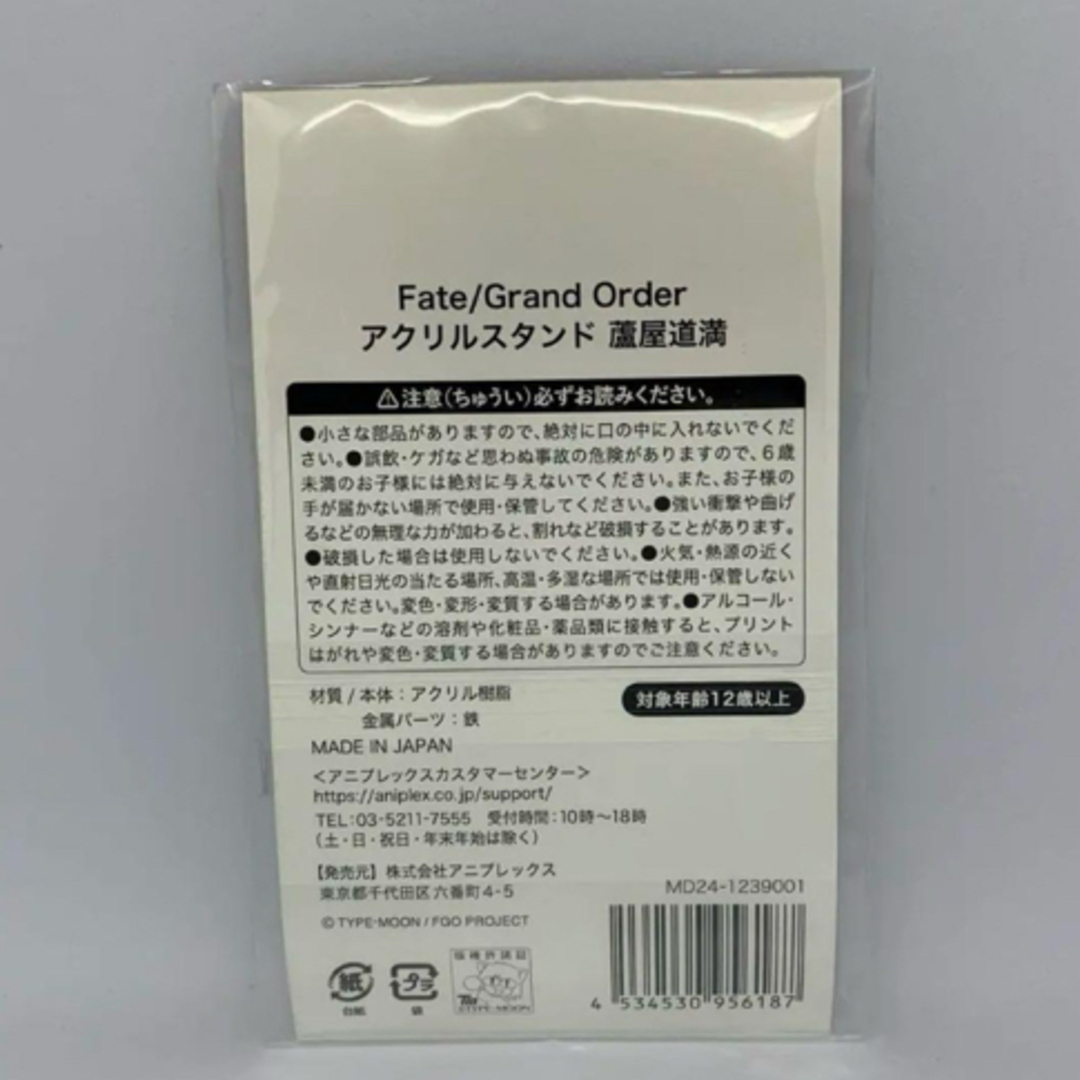 Fate/Grand Order
アクリルスタンド 蘆屋道満
⚠注意(ちゅうい)必ずお読みください。
●小さな部品がありますので、絶対に口の中に入れないでくだ
さい。●誤飲・ケガなど思わぬ事故の危険がありますので、6歳
未満のお子様には絶対に与えないでください。また、お子様の
手が届かない場所で使用・保管してください。●強い衝撃や曲げ
るなどの無理な力が加わると、割れなど破損することがあります。
●破損した場合は使用しないでください。●火気・熱源の近く
や直射日光の当たる場所、高温・多湿な場所では使用・保管しない
でください。変色・変形・変質する場合があります。●アルコール・
シンナーなどの溶剤や化粧品・薬品類に接触すると、プリント
はがれや変色・変質する場合がありますのでご注意ください。
材質/本体:アクリル樹脂
金属パーツ:鉄
対象年齢12歳以上
MADE IN JAPAN
<アニプレックスカスタマーセンター>
https://aniplex.co.jp/support/
TEL:03-5211-7555 受付時間:10時~18時
(土・日・祝日・年末年始は除く)
【発売元】株式会社アニプレックス
東京都千代田区六番町4-5
MD24-1239001
© TYPE-MOON / FGO PROJECT
紙
台紙
プラ
袋
版権許諾証
TYPE-MOON
4 534530 956187